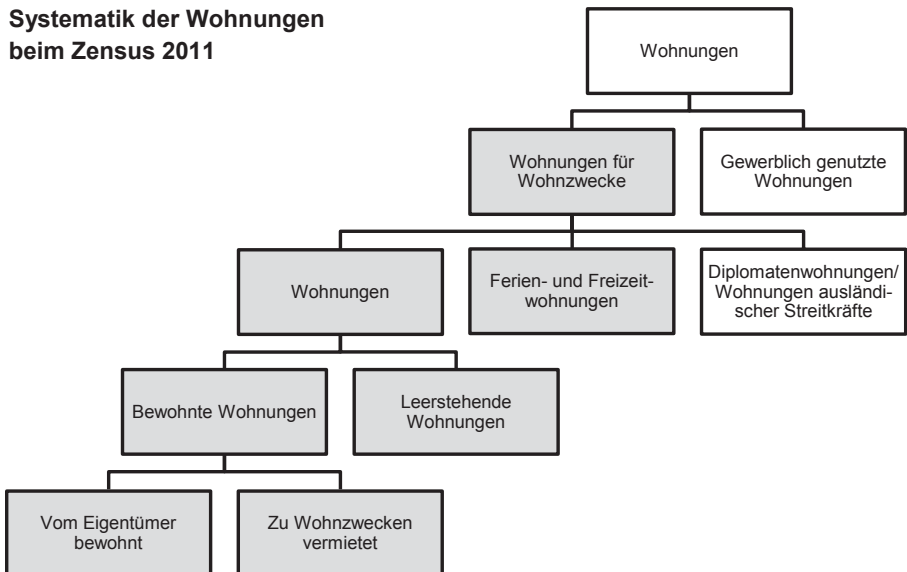 Systematik der Wohnungen
beim Zensus 2011
Wohnungen
Wohnungen für
Wohnzwecke
Gewerblich genutzte
Wohnungen
Wohnungen
Ferien- und Freizeit-
wohnungen
Diplomatenwohnungen/
Wohnungen ausländi-
scher Streitkräfte
Bewohnte Wohnungen
Leerstehende
Wohnungen
Vom Eigentümer
bewohnt
Zu Wohnzwecken
vermietet